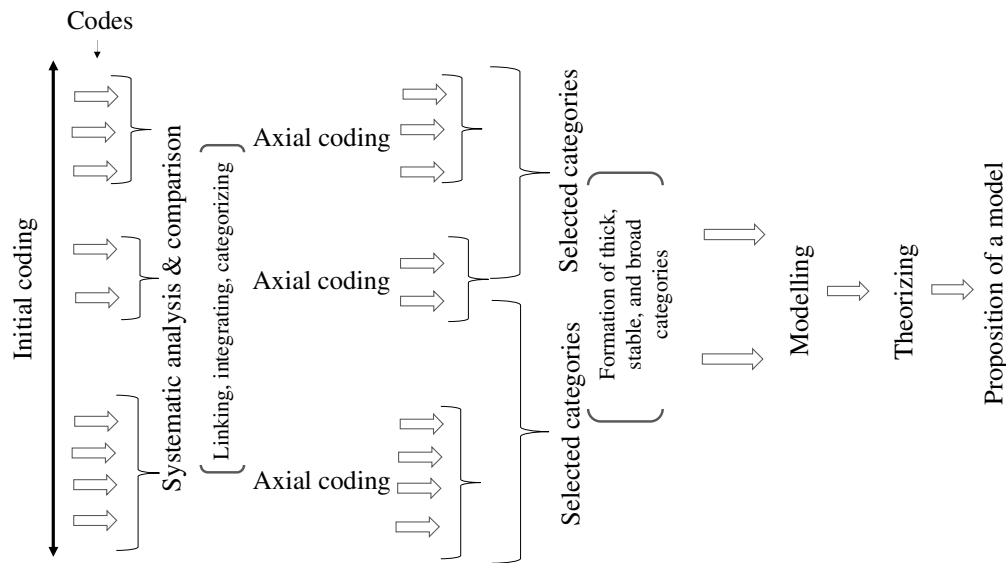 Codes
Initial coding
Systematic analysis & comparison
Linking, integrating, categorizing
Axial coding
Axial coding
Axial coding
Selected categories
Selected categories
Formation of thick,
stable, and broad
categories
Modelling
Theorizing
Proposition of a model